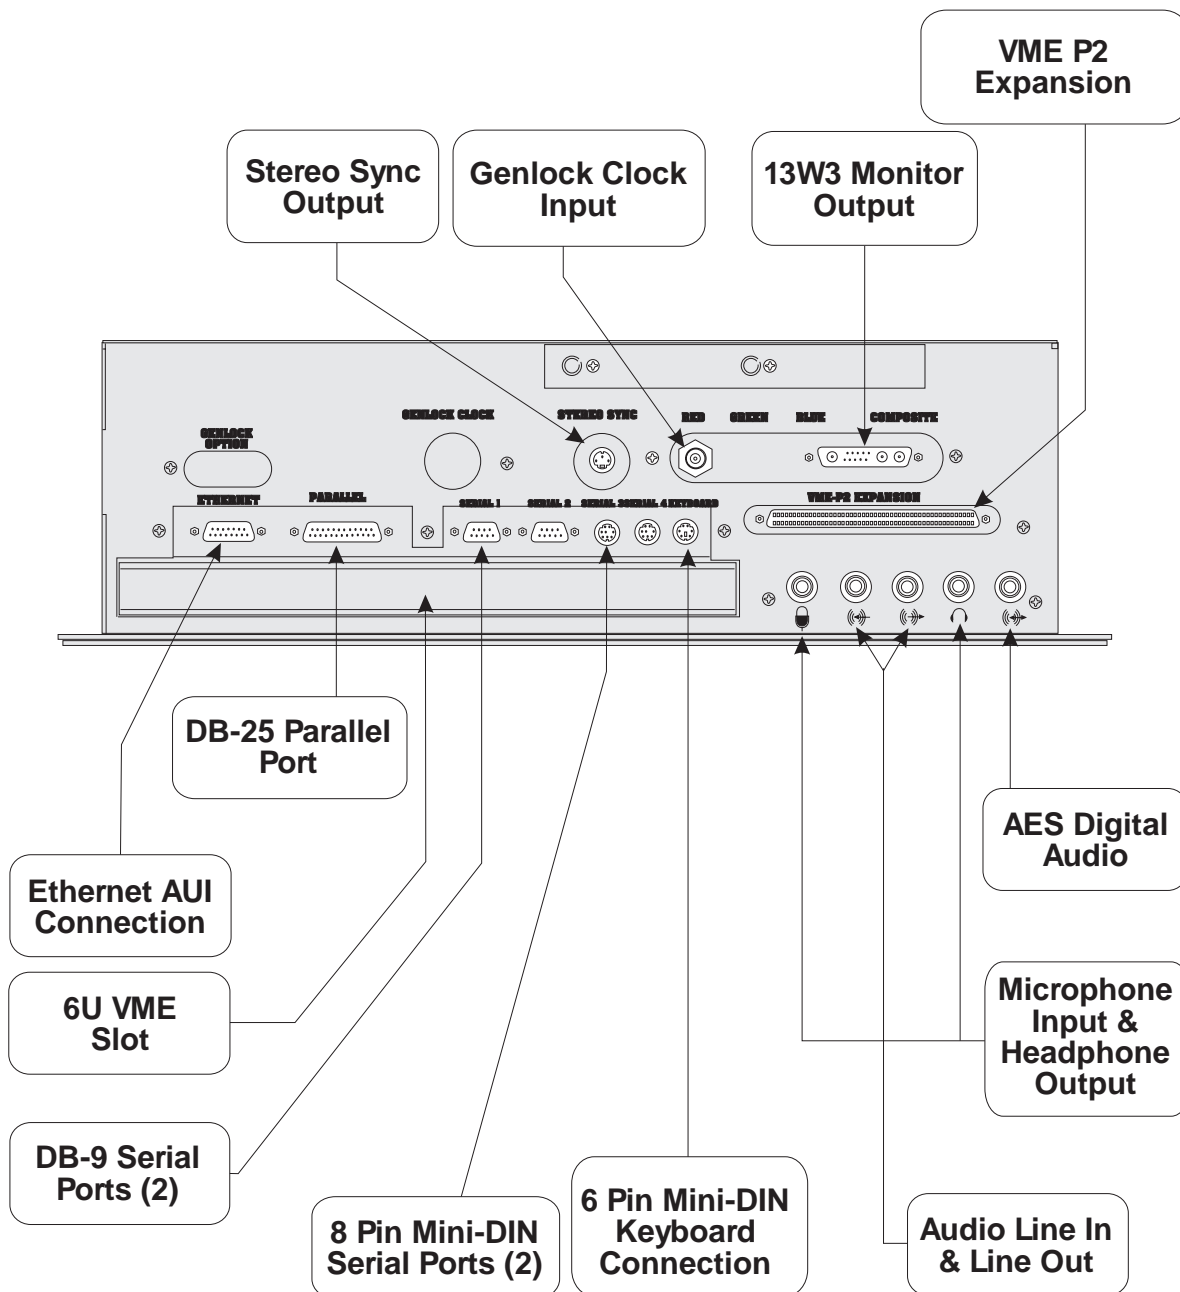 VME P2
Expansion
Stereo Sync
Output
Genlock Clock
Input
13W3 Monitor
Output
GENLOCK CLOCK
STEREO SYNC
RED
GREEN
BLUE
COMPOSITE
GENLOCK
OPTION
ETHERNET
PARALLEL
SERIAL 1
SERIAL 2
SERIAL 3
SERIAL 4
KEYBOARD
VME-P2 EXPANSION
DB-25 Parallel
Port
AES Digital
Audio
Ethernet AUI
Connection
6U VME
Slot
Microphone
Input &
Headphone
Output
DB-9 Serial
Ports (2)
8 Pin Mini-DIN
Serial Ports (2)
6 Pin Mini-DIN
Keyboard
Connection
Audio Line In
& Line Out